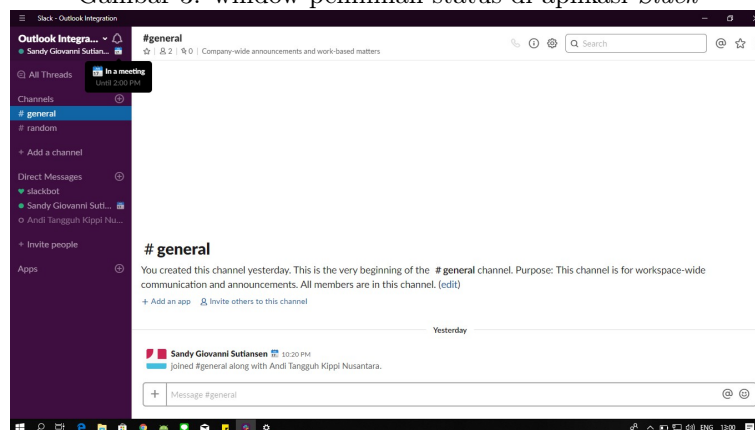 Gambar 3: window pemilihan status di aplikasi Slack
Slack - Outlook Integration
Outlook Integra...
Sandy Giovanni Sutian...
#general
2 | 0 | Company-wide announcements and work-based matters
Search
All Threads
In a meeting
Until 2:00 PM
Channels
# general
# random
+ Add a channel
Direct Messages
slackbot
Sandy Giovanni Suti...
Andi Tangguh Kippi Nu...
+ Invite people
Apps
# general
You created this channel yesterday. This is the very beginning of the # general channel. Purpose: This channel is for workspace-wide
communication and announcements. All members are in this channel. (edit)
+ Add an app Invite others to this channel
Yesterday
Sandy Giovanni Sutiansen 10:20 PM
joined #general along with Andi Tangguh Kippi Nusantara.
+ Message #general @
ENG 13:00